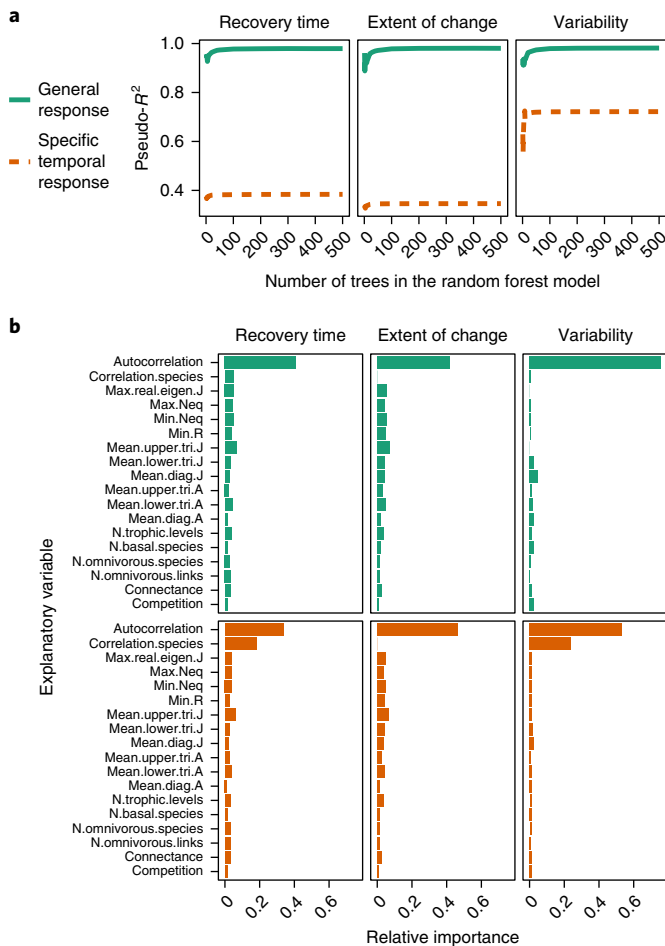 a
Recovery time
Extent of change
Variability
General
response
Specific
temporal
response
Pseudo-R²
1.0
0.8
0.6
0.4
0
100
200
300
400
500
0
100
200
300
400
500
0
100
200
300
400
500
Number of trees in the random forest model
b
Recovery time
Extent of change
Variability
Explanatory variable
Autocorrelation
Correlation.species
Max.real.eigen.J
Max.Neq
Min.Neq
Min.R
Mean.upper.tri.J
Mean.lower.tri.J
Mean.diag.J
Mean.upper.tri.A
Mean.lower.tri.A
Mean.diag.A
N.trophic.levels
N.basal.species
N.omnivorous.species
N.omnivorous.links
Connectance
Competition
Autocorrelation
Correlation.species
Max.real.eigen.J
Max.Neq
Min.Neq
Min.R
Mean.upper.tri.J
Mean.lower.tri.J
Mean.diag.J
Mean.upper.tri.A
Mean.lower.tri.A
Mean.diag.A
N.trophic.levels
N.basal.species
N.omnivorous.species
N.omnivorous.links
Connectance
Competition
0
0.2
0.4
0.6
0
0.2
0.4
0.6
0
0.2
0.4
0.6
Relative importance